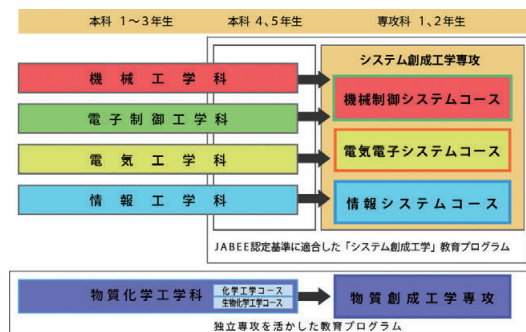 本科 1〜3年生 本科 4、5年生 専攻科 1、2年生
システム創成工学専攻
機械工学科 機械制御システムコース
電子制御工学科
電気工学科 電気電子システムコース
情報工学科 情報システムコース
JABEE認定基準に適合した「システム創成工学」教育プログラム
物質化学工学科 化学工学コース 物質創成工学専攻
生物化学工学コース
独立専攻を活かした教育プログラム